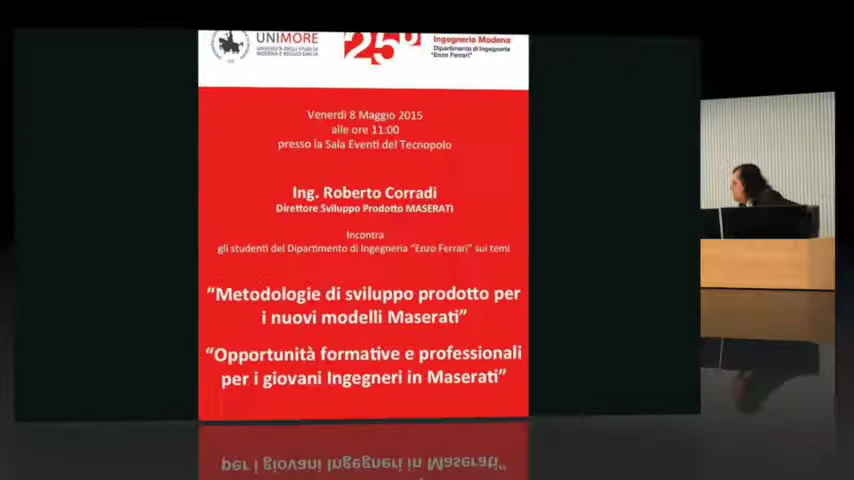 UNIMORE
UNIVERSITÀ DEGLI STUDI DI
MODENA E REGGIO EMILIA
25°
Ingegneria Modena
Dipartimento di Ingegneria
"Enzo Ferrari"
Venerdì 8 Maggio 2015
alle ore 11:00
presso la Sala Eventi del Tecnopolo
Ing. Roberto Corradi
Direttore Sviluppo Prodotto MASERATI
Incontra
gli studenti del Dipartimento di Ingegneria "Enzo Ferrari" sui temi
"Metodologie di sviluppo prodotto per
i nuovi modelli Maserati"
"Opportunità formative e professionali
per i giovani Ingegneri in Maserati"